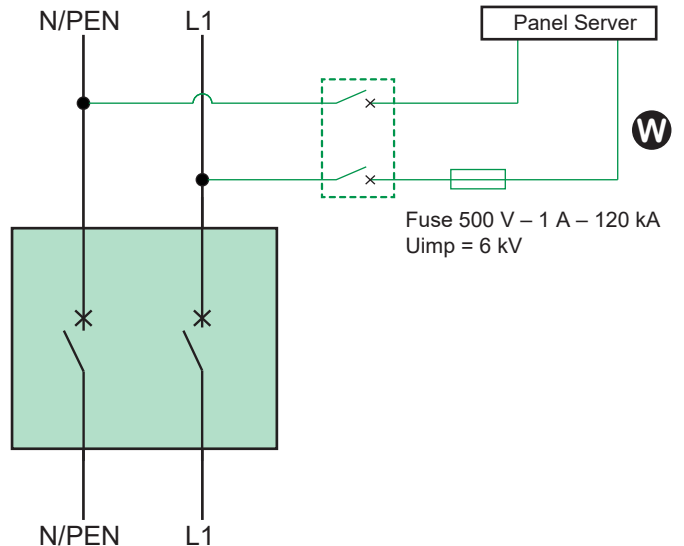 N/PEN L1
Panel Server
W
Fuse 500 V – 1 A – 120 kA
Uimp = 6 kV
N/PEN L1